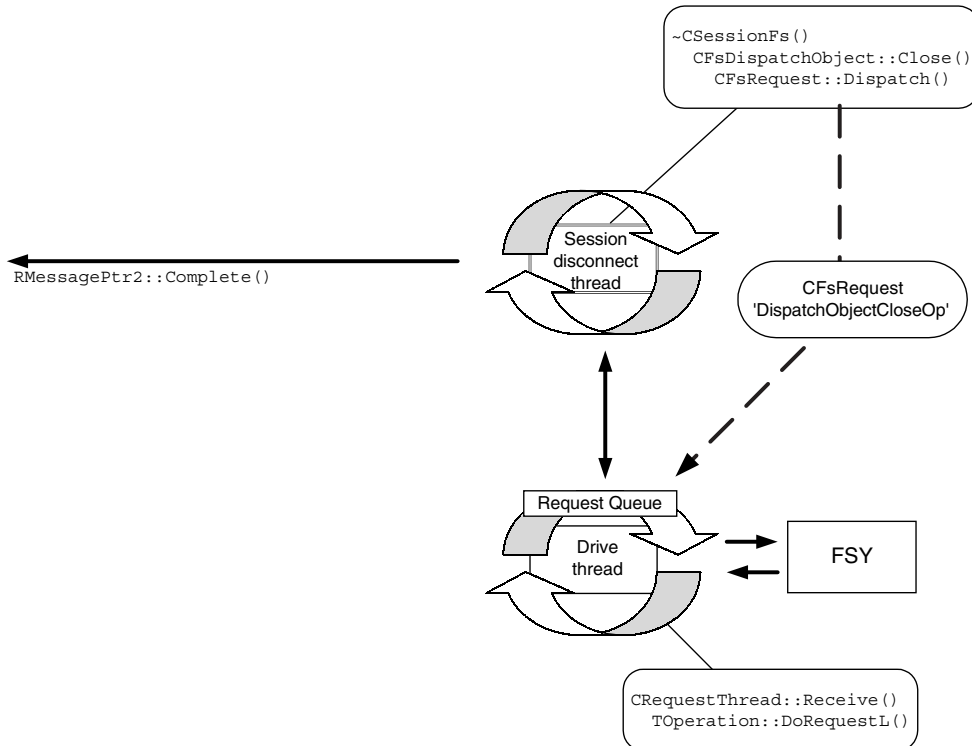 ~CSessionFs()
CFsDispatchObject::Close()
CFsRequest::Dispatch()
Session
disconnect
thread
RMessagePtr2::Complete()
CFsRequest
'DispatchObjectCloseOp'
Request Queue
Drive
thread
FSY
CRequestThread::Receive()
TOperation::DoRequestL()